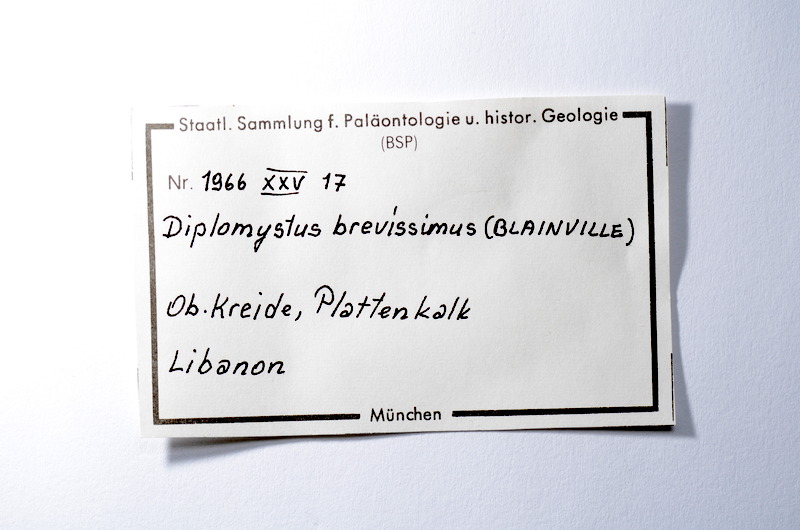 Staatl. Sammlung f. Paläontologie u. histor. Geologie
(BSP)
Nr. 1966 XXV 17
Diplomystus brevissimus (BLAINVILLE)
Ob. Kreide, Plattenkalk
Libanon
München